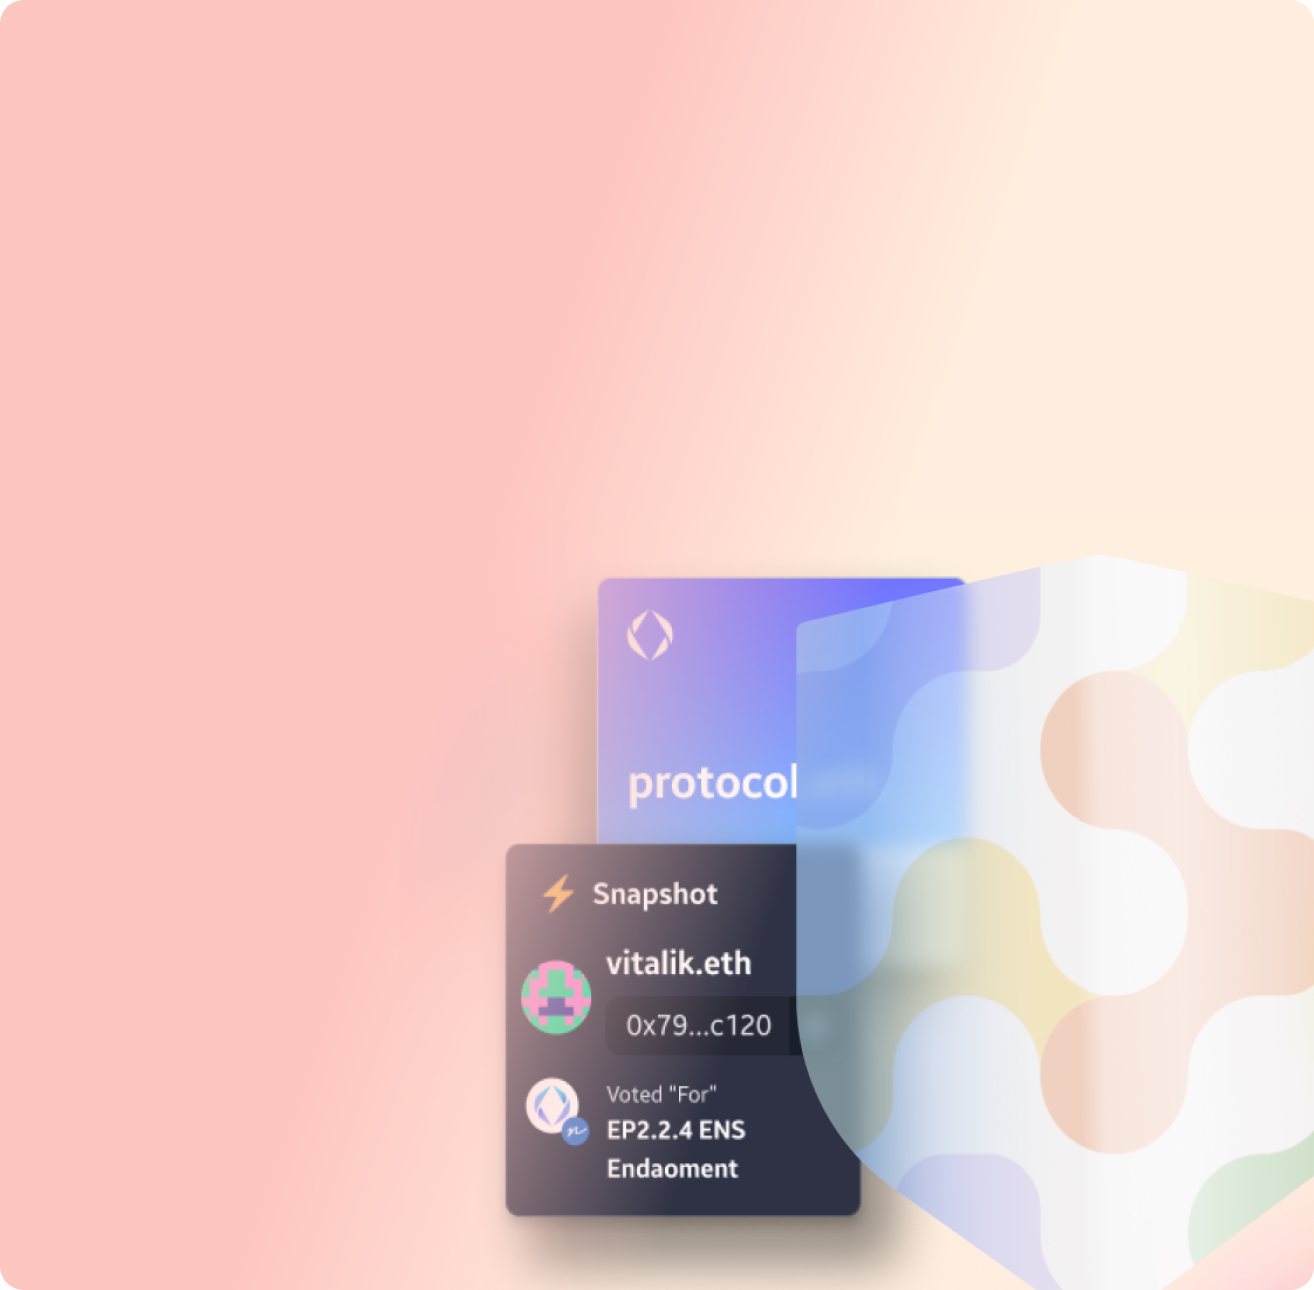 protocol
Snapshot
vitalik.eth
0x79...c120
Voted "For"
EP2.2.4 ENS
Endaoment